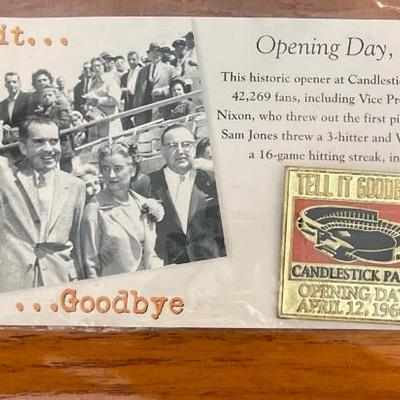 it...
Opening Day,
This historic opener at Candlestic
42,269 fans, including Vice Pre
Nixon, who threw out the first pi
Sam Jones threw a 3-hitter and W
a 16-game hitting streak, in
TELL IT GOODB
CANDLESTICK PA
OPENING DA
APRIL 12, 196
...Goodbye